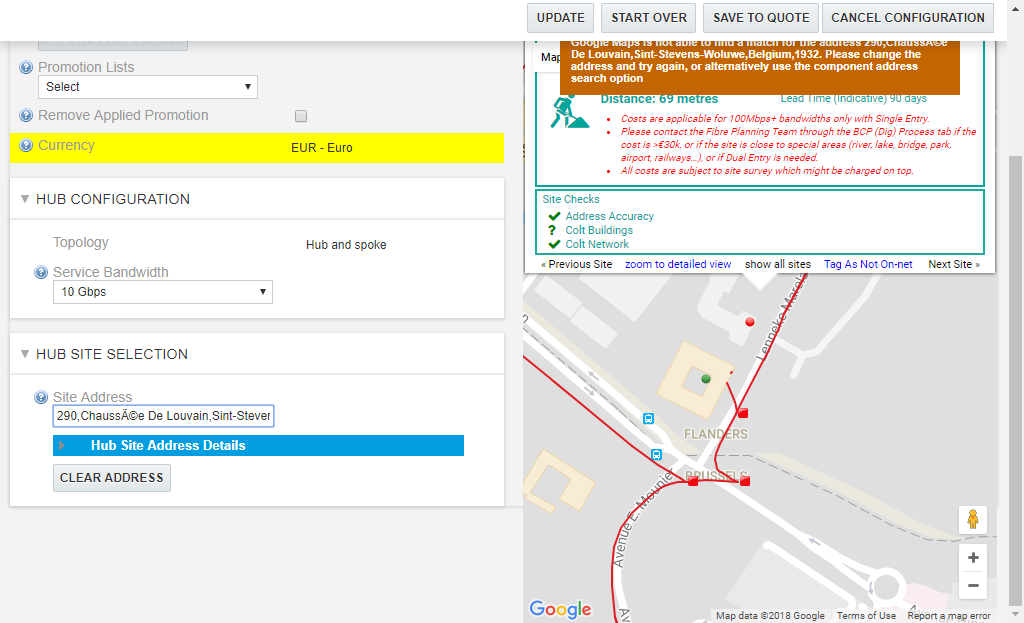 UPDATE
START OVER
SAVE TO QUOTE
CANCEL CONFIGURATION
Promotion Lists
Select
Remove Applied Promotion
Currency
EUR - Euro
HUB CONFIGURATION
Topology
Hub and spoke
Service Bandwidth
10 Gbps
HUB SITE SELECTION
Site Address
290,ChaussÃ©e De Louvain,Sint-Stever
Hub Site Address Details
CLEAR ADDRESS
Map
Google Maps is not able to find a match for the address 290,ChaussÃ©e
De Louvain,Sint-Stevens-Woluwe,Belgium,1932. Please change the
address and try again, or alternatively use the component address
search option
Distance: 69 metres
Lead Time (Indicative) 90 days
Costs are applicable for 100Mbps+ bandwidths only with Single Entry.
Please contact the Fibre Planning Team through the BCP (Dig) Process tab if the
cost is >€30k, or if the site is close to special areas (river, lake, bridge, park,
airport, railways...), or if Dual Entry is needed.
All costs are subject to site survey which might be charged on top.
Site Checks
Address Accuracy
? Colt Buildings
Colt Network
« Previous Site
zoom to detailed view
show all sites
Tag As Not On-net
Next Site »
Lenneke Marela
FLANDERS
BRUSSELS
Avenue E. Mounier
Av
Google
Map data ©2018 Google
Terms of Use
Report a map error